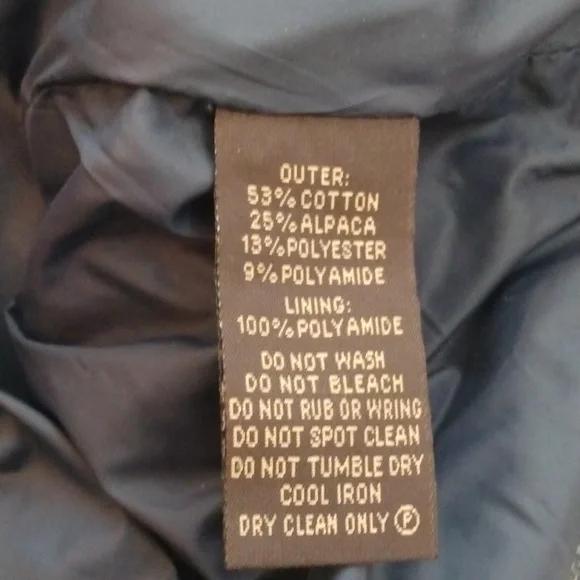 OUTER:
53% COTTON
25% ALPACA
13% POLYESTER
9% POLYAMIDE
LINING:
100% POLYAMIDE
DO NOT WASH
DO NOT BLEACH
DO NOT RUB OR WRING
DO NOT SPOT CLEAN
DO NOT TUMBLE DRY
COOL IRON
DRY CLEAN ONLY Ⓟ